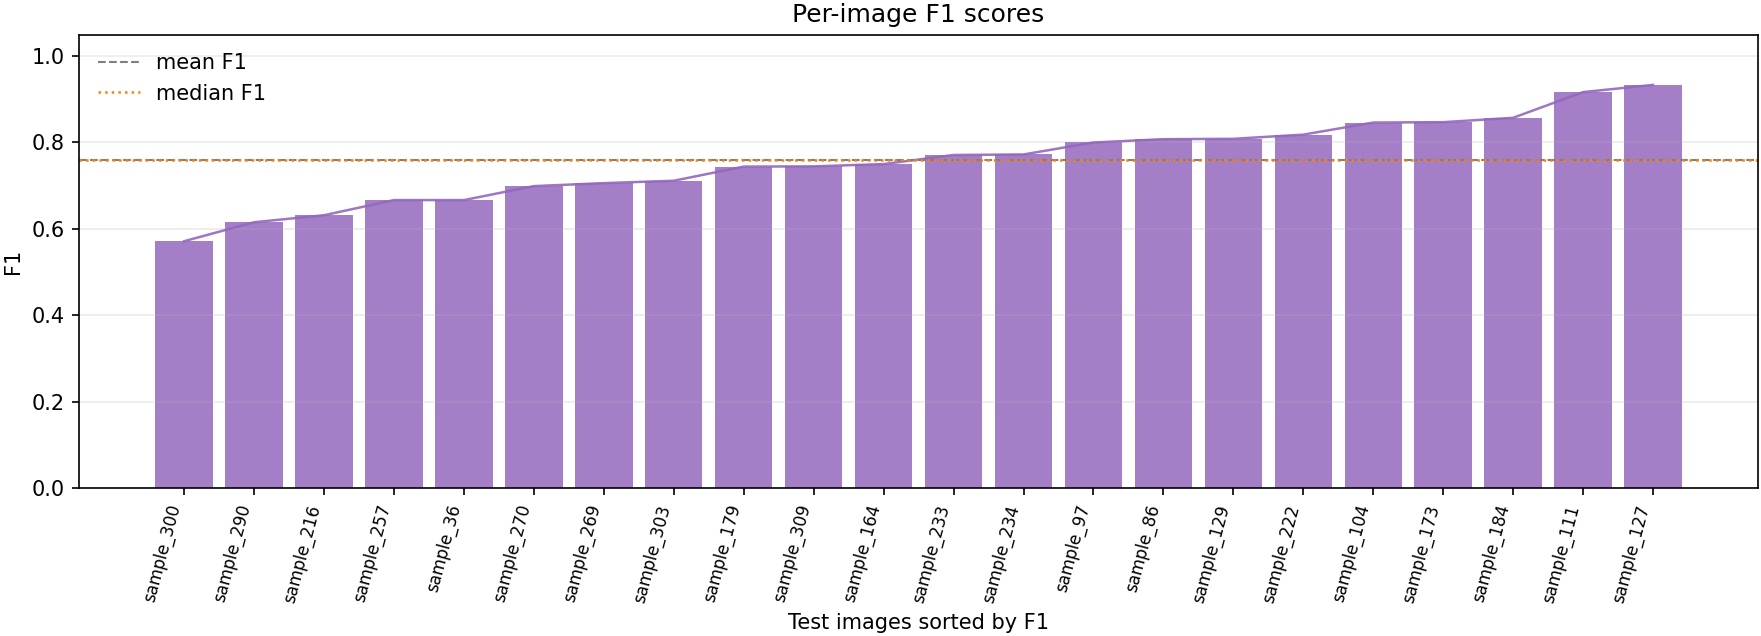 Per-image F1 scores
mean F1
median F1
F1
1.0
0.8
0.6
0.4
0.2
0.0
sample_300
sample_290
sample_216
sample_257
sample_36
sample_270
sample_269
sample_303
sample_179
sample_309
sample_164
sample_233
sample_234
sample_97
sample_86
sample_129
sample_222
sample_104
sample_173
sample_184
sample_111
sample_127
Test images sorted by F1